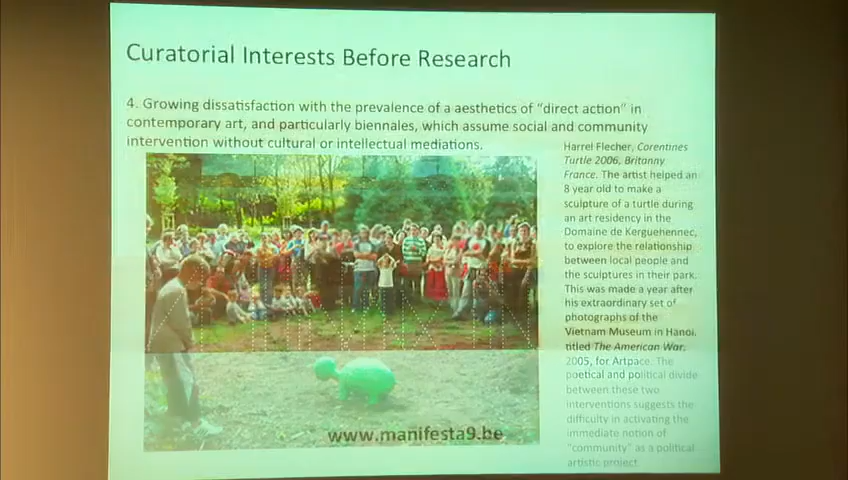 Curatorial Interests Before Research
4. Growing dissatisfaction with the prevalence of a aesthetics of “direct action” in
contemporary art, and particularly biennales, which assume social and community
intervention without cultural or intellectual mediations.
Harrel Flecher, Corentines
Turtle 2006, Britanny
France. The artist helped an
8 year old to make a
sculpture of a turtle during
an art residency in the
Domaine de Kerguehennec,
to explore the relationship
between local people and
the sculptures in their park.
This was made a year after
his extraordinary set of
photographs of the
Vietnam Museum in Hanoi,
titled The American War,
2005, for Artpace. The
poetical and political divide
between these two
interventions suggests the
difficulty in activating the
immediate notion of
“community” as a political
artistic project
www.manifesta9.be